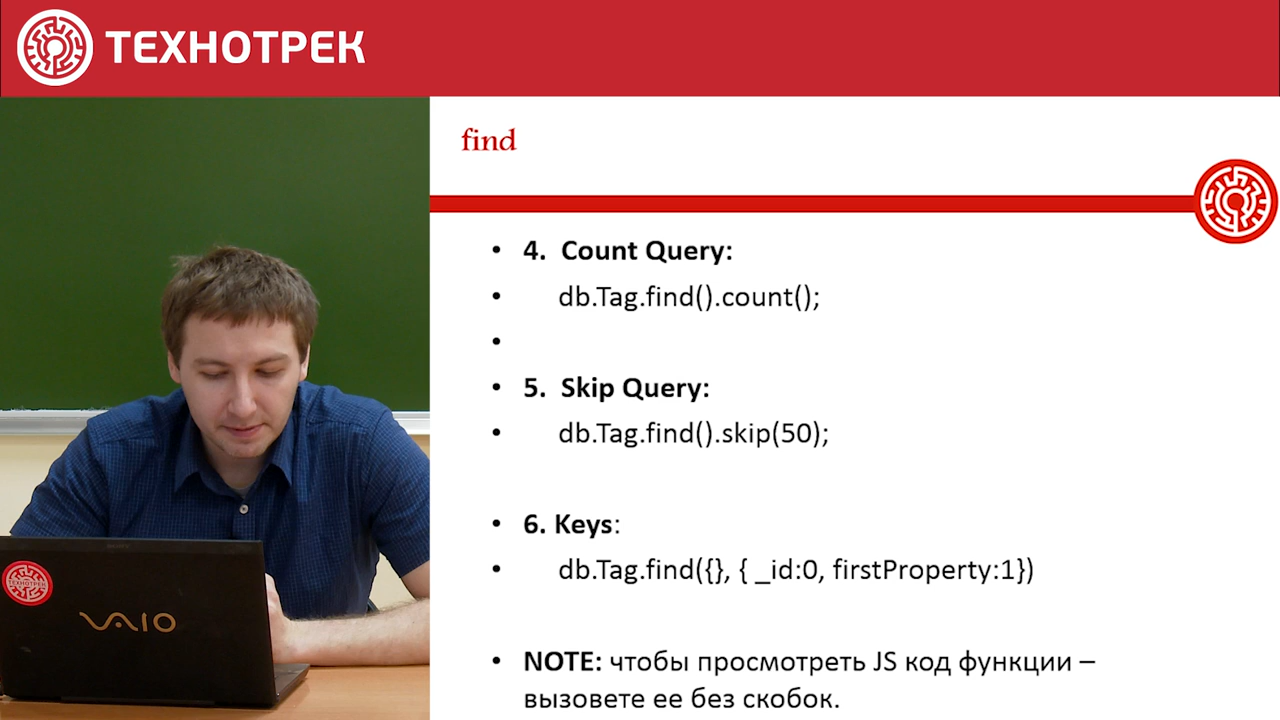 ТЕХНОТРЕК
find
• 4. Count Query:
• db.Tag.find().count();
•
• 5. Skip Query:
• db.Tag.find().skip(50);
• 6. Keys:
• db.Tag.find({}, { _id:0, firstProperty:1})
• NOTE: чтобы просмотреть JS код функции –
вызовете ее без скобок.
SONY
ТЕХНОТРЕК
VAIO